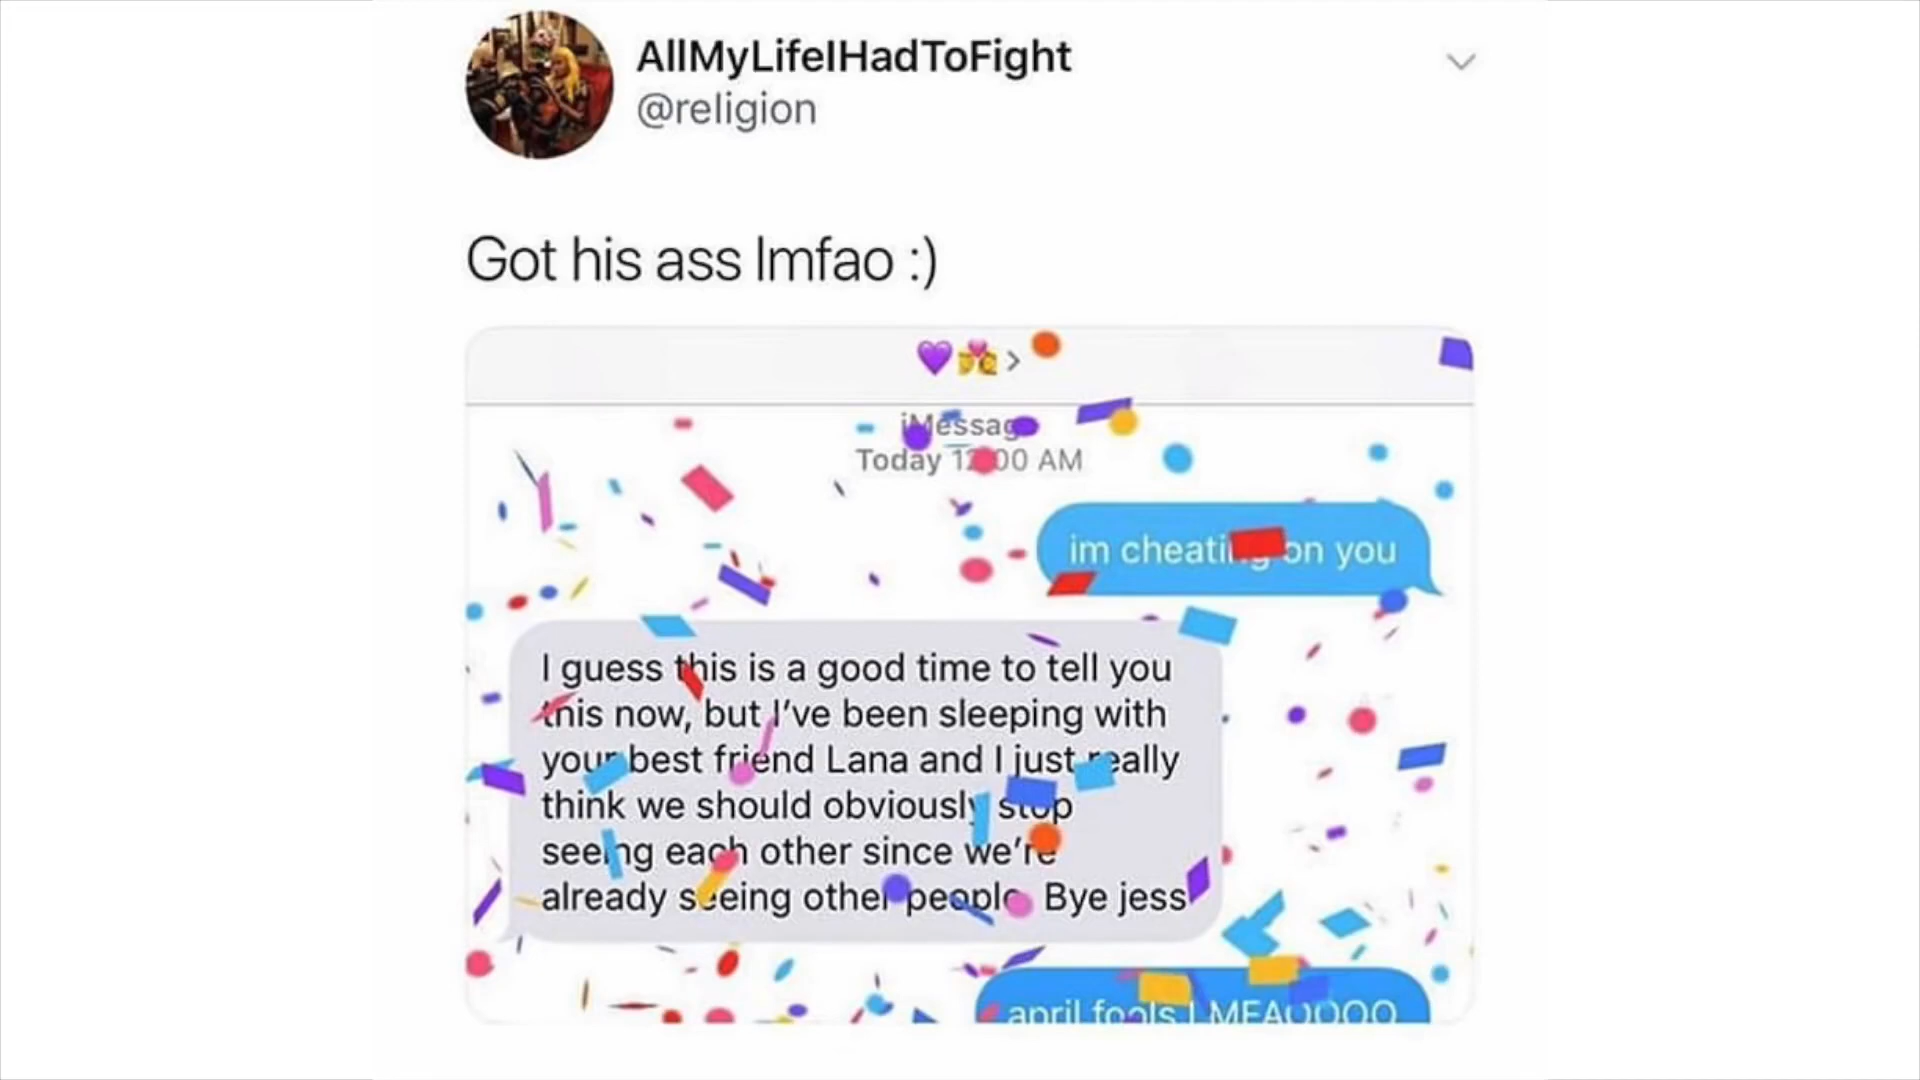 AllMyLifeIHadToFight
@religion
Got his ass lmfao :)
iMessage
Today 12:00 AM
im cheating on you
I guess this is a good time to tell you
this now, but I've been sleeping with
your best friend Lana and I just really
think we should obviously stop
seeing each other since we're
already seeing other people. Bye jess
april fools LMFAOOOO